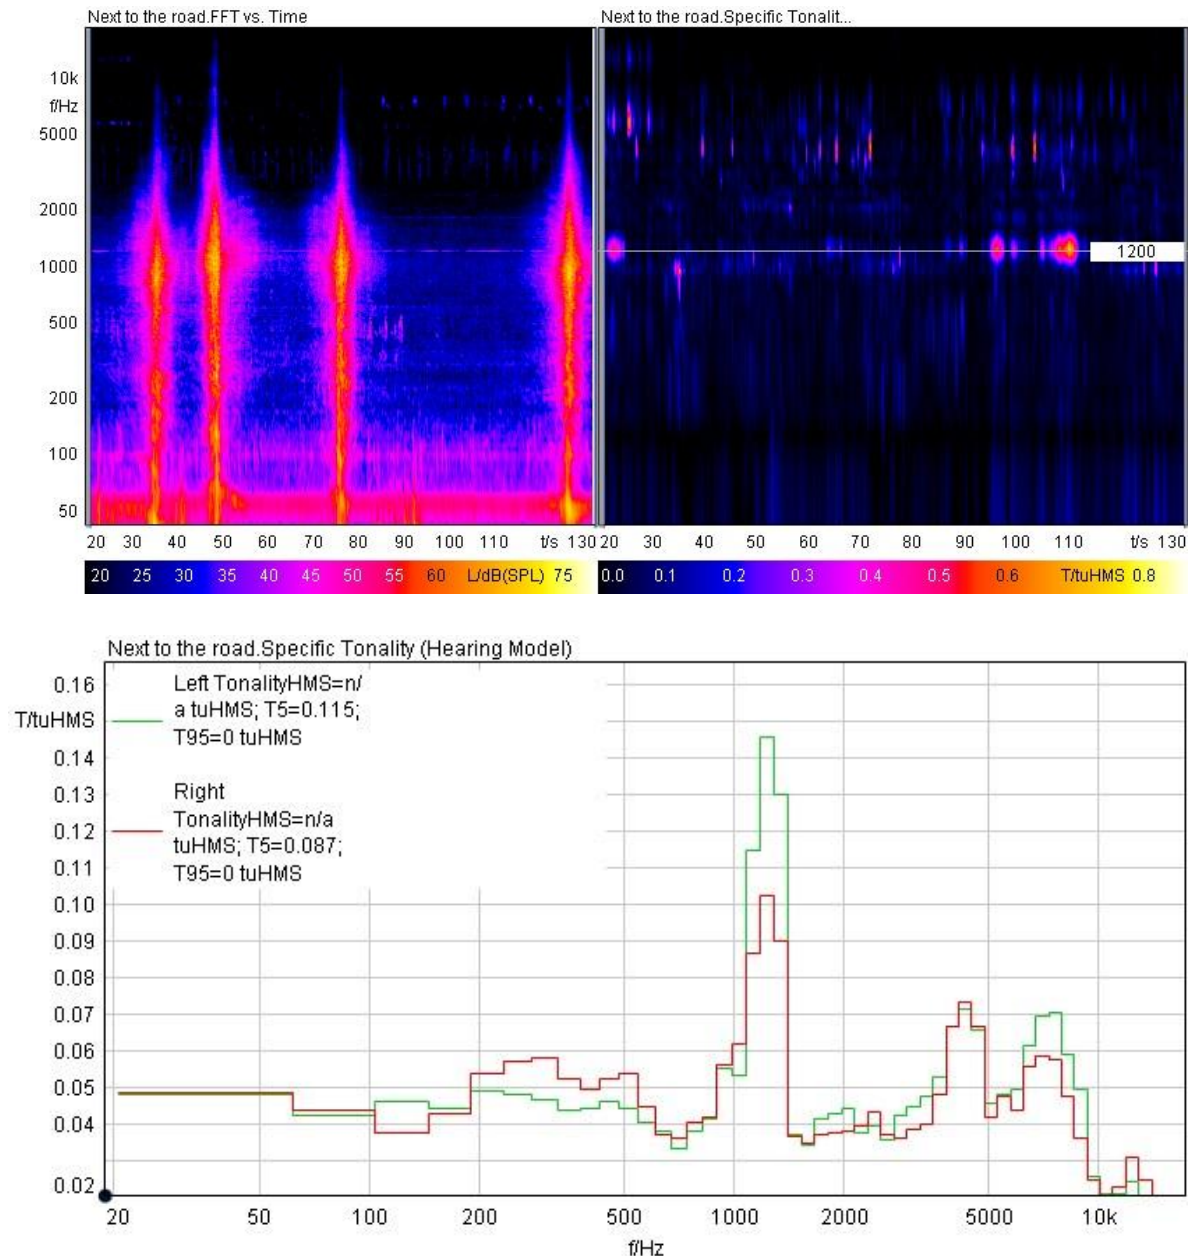 Next to the road.FFT vs. Time
10k
f/Hz
5000
2000
1000
500
200
100
50
20 30 40 50 60 70 80 90 100 110 t/s 130
20 25 30 35 40 45 50 55 60 L/dB(SPL) 75
Next to the road.Specific Tonalit...
1200
20 30 40 50 60 70 80 90 100 110 t/s 130
0.0 0.1 0.2 0.3 0.4 0.5 0.6 T/tuHMS 0.8
Next to the road.Specific Tonality (Hearing Model)
0.16
T/tuHMS
0.14
0.13
0.12
0.11
0.10
0.09
0.08
0.07
0.06
0.05
0.04
0.02
Left TonalityHMS=n/
a tuHMS; T5=0.115;
T95=0 tuHMS
Right
TonalityHMS=n/a
tuHMS; T5=0.087;
T95=0 tuHMS
20 50 100 200 500 1000 2000 5000 10k
f/Hz